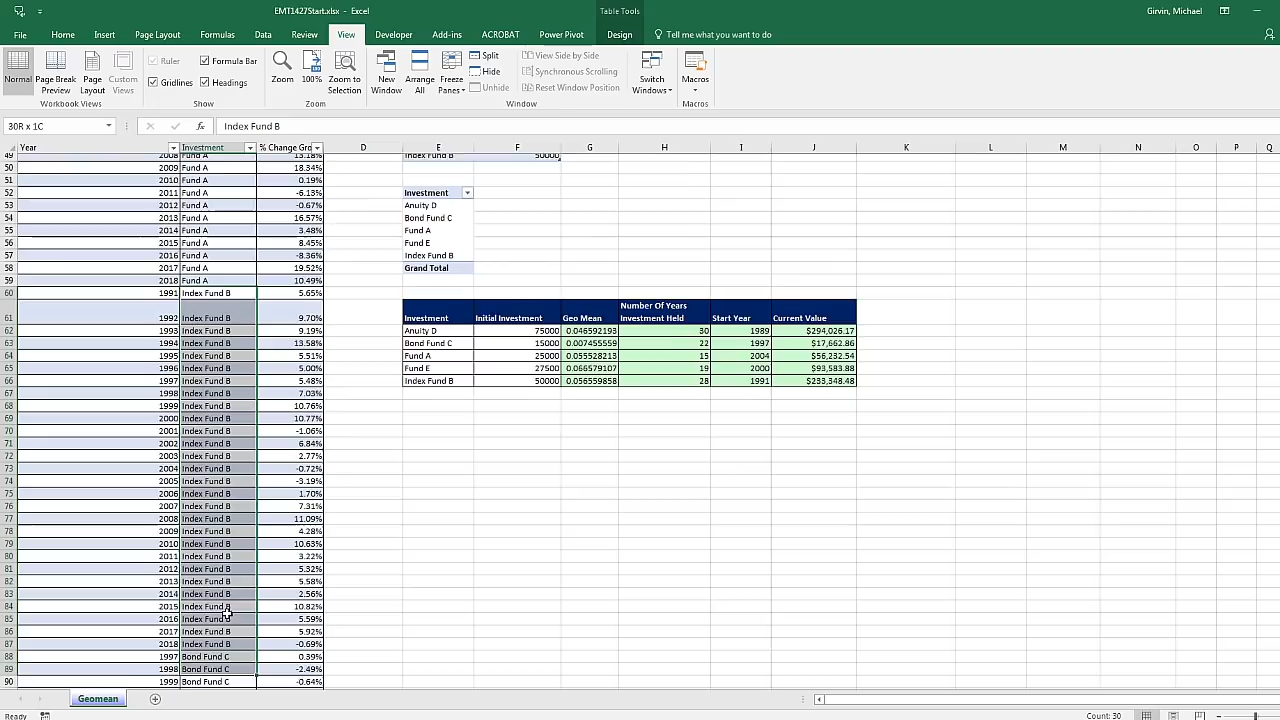 EMT1427Start.xlsx - Excel
Table Tools
Girvin, Michael
File Home Insert Page Layout Formulas Data Review View Developer Add-ins ACROBAT Power Pivot Design Tell me what you want to do
Normal
Page Break Preview
Page Layout
Custom Views
Workbook Views
Ruler
Formula Bar
Gridlines
Headings
Show
Zoom
100%
Zoom to Selection
Zoom
New Window
Arrange All
Freeze Panes
Split
Hide
Unhide
View Side by Side
Synchronous Scrolling
Reset Window Position
Window
Switch Windows
Macros
Macros
30R x 1C
fx
Index Fund B
Year Investment % Change Gro D E F G H I J K L M N O P Q
49 2008 Fund A 13.18% Index Fund B 50000
50 2009 Fund A 18.34%
51 2010 Fund A 0.19%
52 2011 Fund A -6.13% Investment
53 2012 Fund A -0.67% Anuity D
54 2013 Fund A 16.57% Bond Fund C
55 2014 Fund A 3.48% Fund A
56 2015 Fund A 8.45% Fund E
57 2016 Fund A -8.36% Index Fund B
58 2017 Fund A 19.52% Grand Total
59 2018 Fund A 10.49%
60 1991 Index Fund B 5.65%
61 1992 Index Fund B 9.70% Investment Initial Investment Geo Mean Number Of Years Investment Held Start Year Current Value
62 1993 Index Fund B 9.19% Anuity D 75000 0.046592193 30 1989 $294,026.17
63 1994 Index Fund B 13.58% Bond Fund C 15000 0.007455559 22 1997 $17,662.86
64 1995 Index Fund B 5.51% Fund A 25000 0.055528213 15 2004 $56,232.54
65 1996 Index Fund B 5.00% Fund E 27500 0.066579107 19 2000 $93,583.88
66 1997 Index Fund B 5.48% Index Fund B 50000 0.056559858 28 1991 $233,348.48
67 1998 Index Fund B 7.03%
68 1999 Index Fund B 10.76%
69 2000 Index Fund B 10.77%
70 2001 Index Fund B -1.06%
71 2002 Index Fund B 6.84%
72 2003 Index Fund B 2.77%
73 2004 Index Fund B -0.72%
74 2005 Index Fund B -3.19%
75 2006 Index Fund B 1.70%
76 2007 Index Fund B 7.31%
77 2008 Index Fund B 11.09%
78 2009 Index Fund B 4.28%
79 2010 Index Fund B 10.63%
80 2011 Index Fund B 3.22%
81 2012 Index Fund B 5.32%
82 2013 Index Fund B 5.58%
83 2014 Index Fund B 2.56%
84 2015 Index Fund B 10.82%
85 2016 Index Fund B 5.59%
86 2017 Index Fund B 5.92%
87 2018 Index Fund B -0.69%
88 1997 Bond Fund C 0.39%
89 1998 Bond Fund C -2.49%
90 1999 Bond Fund C -0.64%
Geomean
Ready
Count: 30